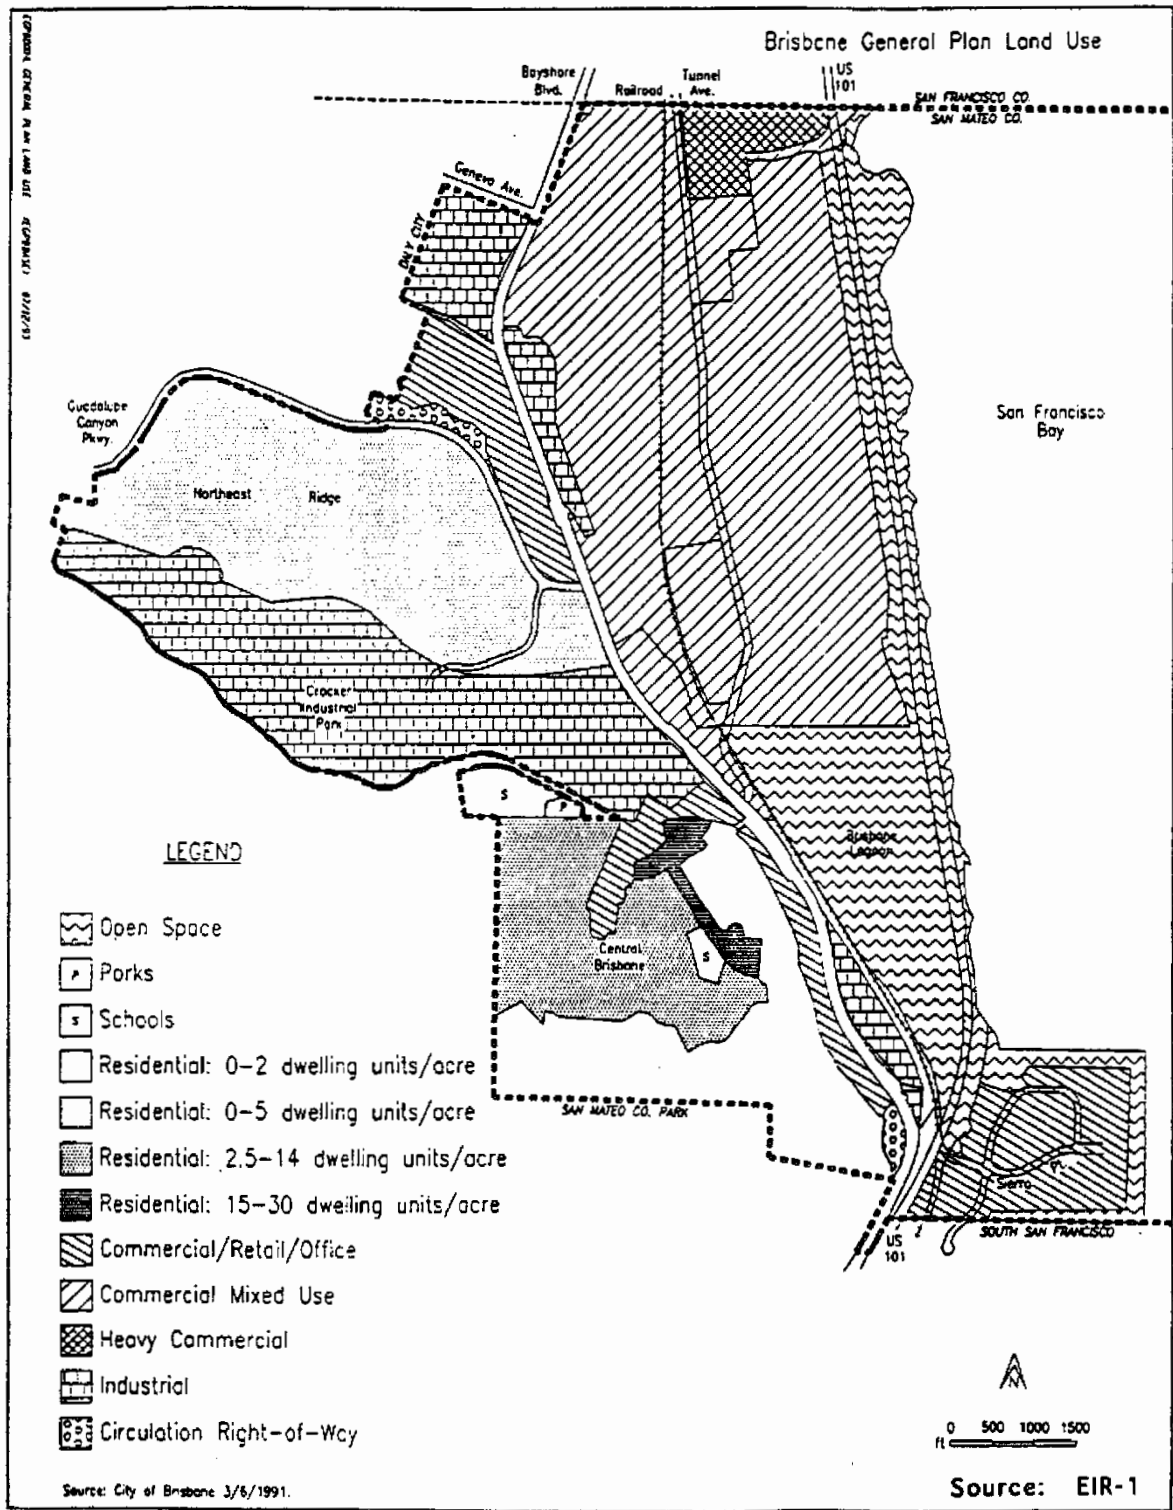 Brisbane General Plan Land Use
Bayshore
Blvd.
Railroad
Tunnel
Ave.
US
101
SAN FRANCISCO CO.
SAN MATEO CO.
Geneva Ave.
DALY CITY
Guadalupe
Canyon
Pkwy.
San Francisco
Bay
Northeast Ridge
Crocker
Industrial
Park
S
P
Brisbane
Lagoon
Central
Brisbane
S
SAN MATEO CO. PARK
Sierra
US
101
SOUTH SAN FRANCISCO
LEGEND
Open Space
P Parks
S Schools
Residential: 0-2 dwelling units/acre
Residential: 0-5 dwelling units/acre
Residential: 2.5-14 dwelling units/acre
Residential: 15-30 dwelling units/acre
Commercial/Retail/Office
Commercial Mixed Use
Heavy Commercial
Industrial
Circulation Right-of-Way
N
0 500 1000 1500
ft
Source: City of Brisbane 3/6/1991.
Source: EIR-1